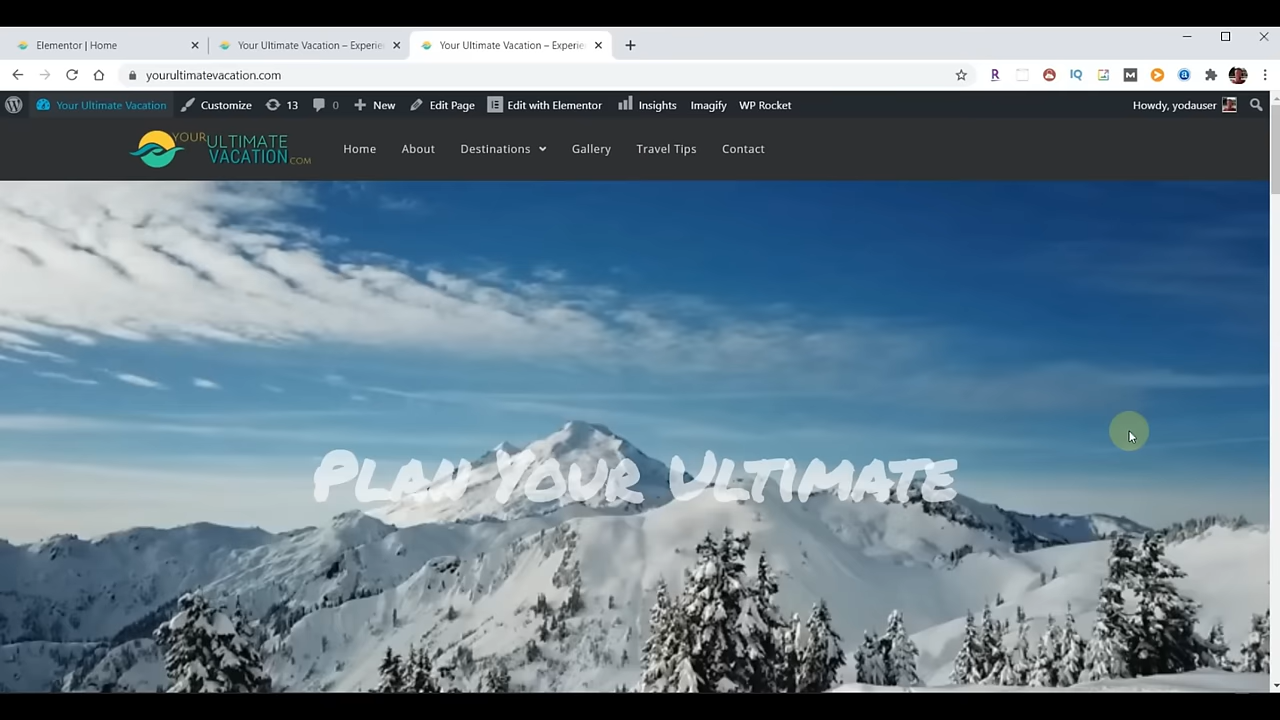 Elementor | Home
Your Ultimate Vacation – Experie
Your Ultimate Vacation – Experie
yourultimatevacation.com
R
IQ
M
a
Your Ultimate Vacation
Customize
13
0
New
Edit Page
Edit with Elementor
Insights
Imagify
WP Rocket
Howdy, yodauser
YOUR ULTIMATE
VACATION.COM
Home
About
Destinations
Gallery
Travel Tips
Contact
Plan Your Ultimate